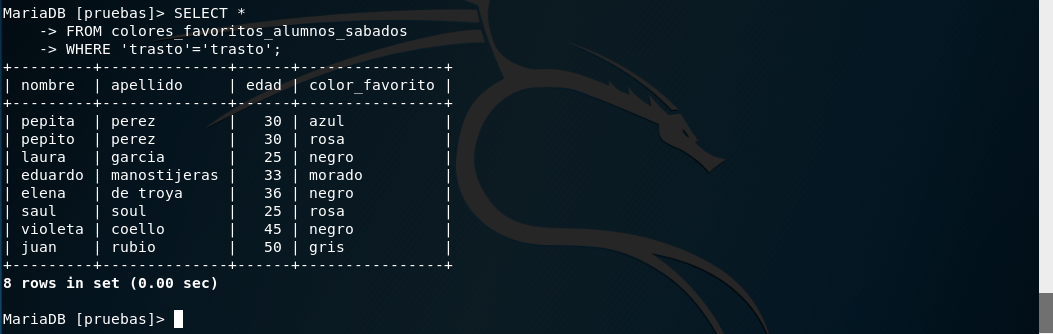 MariaDB [pruebas]> SELECT *
    -> FROM colores_favoritos_alumnos_sabados
    -> WHERE 'trasto'='trasto';
+---------+--------------+------+----------------+
| nombre  | apellido     | edad | color_favorito |
+---------+--------------+------+----------------+
| pepita  | perez        |   30 | azul           |
| pepito  | perez        |   30 | rosa           |
| laura   | garcia       |   25 | negro          |
| eduardo | manostijeras |   33 | morado         |
| elena   | de troya     |   36 | negro          |
| saul    | soul         |   25 | rosa           |
| violeta | coello       |   45 | negro          |
| juan    | rubio        |   50 | gris           |
+---------+--------------+------+----------------+
8 rows in set (0.00 sec)

MariaDB [pruebas]>